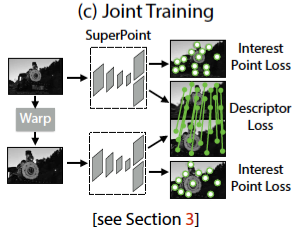 (c) Joint Training
SuperPoint
Interest
Point Loss
Warp
Descriptor
Loss
Interest
Point Loss
[see Section 3]